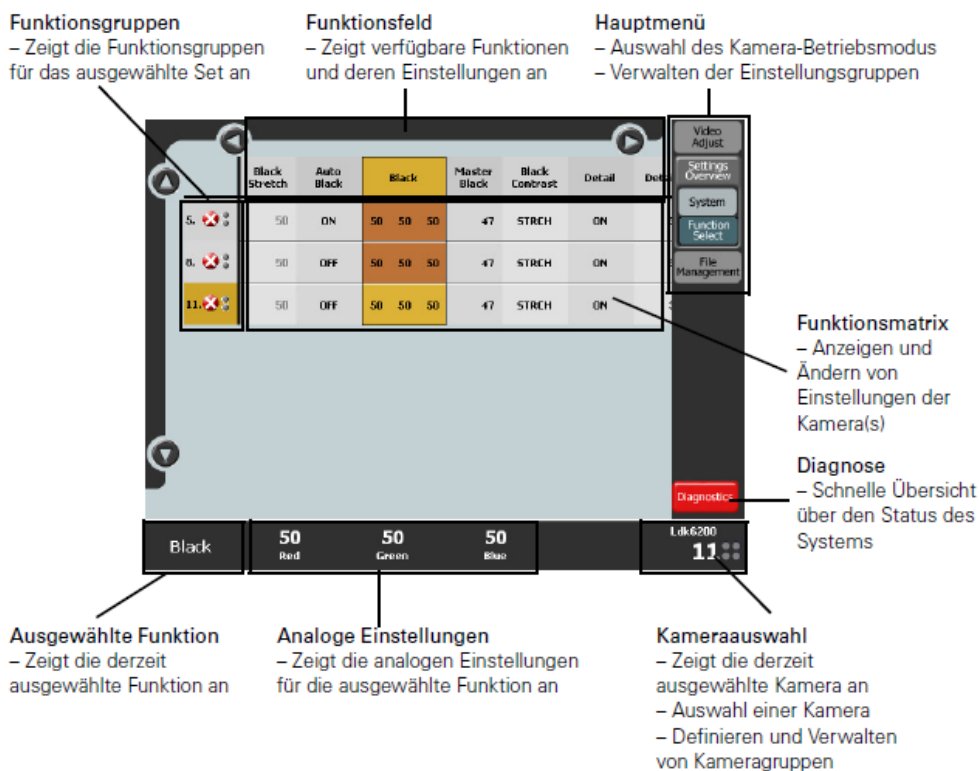 Funktionsgruppen
– Zeigt die Funktionsgruppen
für das ausgewählte Set an
Funktionsfeld
– Zeigt verfügbare Funktionen
und deren Einstellungen an
Hauptmenü
– Auswahl des Kamera-Betriebsmodus
– Verwalten der Einstellungsgruppen
Video
Adjust
Settings
Overview
System
Function
Select
File
Management
Black
Stretch
Auto
Black
Black
Master
Black
Black
Contrast
Detail
5. 50 ON 50 50 50 47 STRCH ON
8. 50 OFF 50 50 50 47 STRCH ON
11. 50 OFF 50 50 50 47 STRCH ON
Funktionsmatrix
– Anzeigen und
Ändern von
Einstellungen der
Kamera(s)
Diagnose
– Schnelle Übersicht
über den Status des
Systems
Diagnostics
Black
50
Red
50
Green
50
Blue
Ldk6200
11
Ausgewählte Funktion
– Zeigt die derzeit
ausgewählte Funktion an
Analoge Einstellungen
– Zeigt die analogen Einstellungen
für die ausgewählte Funktion an
Kameraauswahl
– Zeigt die derzeit
ausgewählte Kamera an
– Auswahl einer Kamera
– Definieren und Verwalten
von Kameragruppen